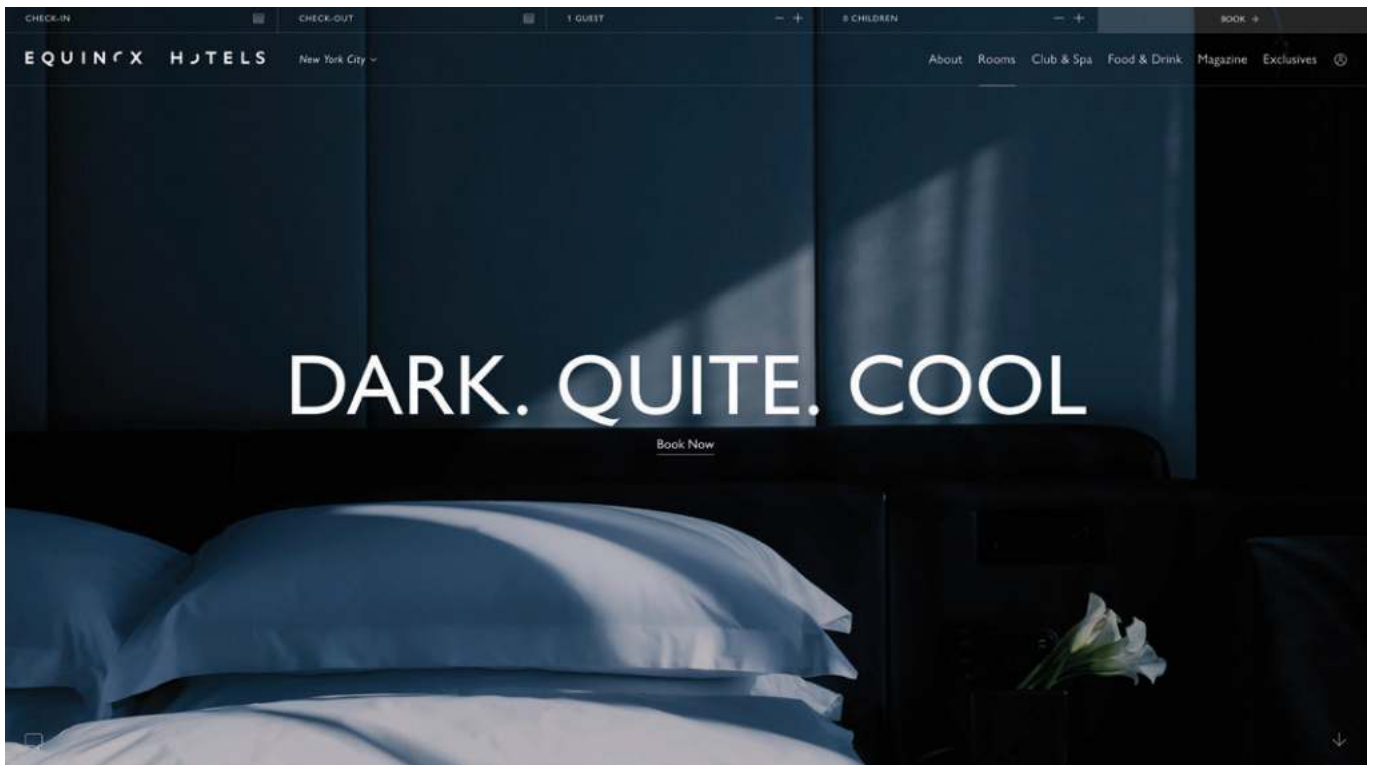 CHECK-IN
CHECK-OUT
1 GUEST
0 CHILDREN
BOOK →
EQUINOX HOTELS
New York City
About
Rooms
Club & Spa
Food & Drink
Magazine
Exclusives
DARK. QUITE. COOL
Book Now